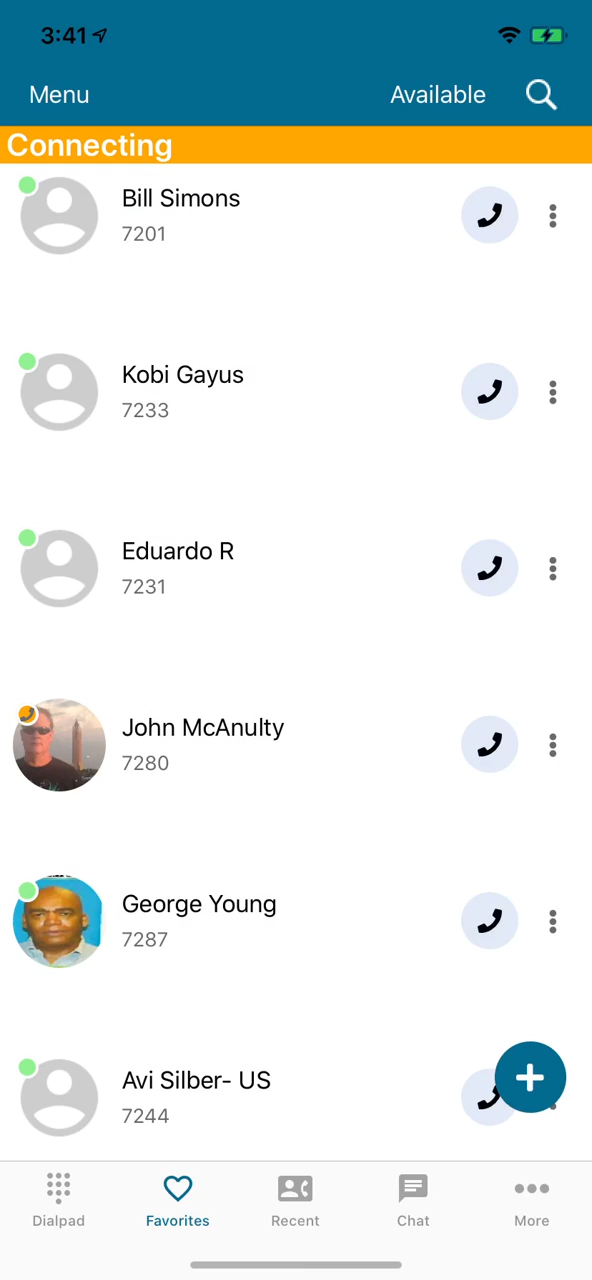 3:41
Menu
Available
Connecting
Bill Simons
7201
Kobi Gayus
7233
Eduardo R
7231
John McAnulty
7280
George Young
7287
Avi Silber- US
7244
Dialpad
Favorites
Recent
Chat
More